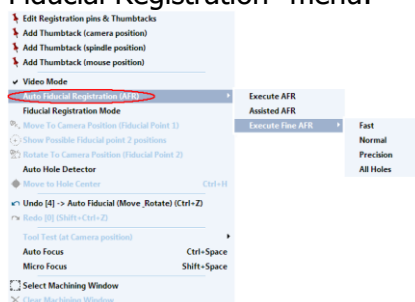 Fiducial Registration" menu.
Edit Registration pins & Thumbtacks
Add Thumbtack (camera position)
Add Thumbtack (spindle position)
Add Thumbtack (mouse position)
Video Mode
Auto Fiducial Registration (AFR)
Execute AFR
Fiducial Registration Mode
Assisted AFR
Move To Camera Position (Fiducial Point 1)
Execute Fine AFR
Fast
Show Possible Fiducial point 2 positions
Normal
Rotate To Camera Position (Fiducial Point 2)
Precision
Auto Hole Detector
All Holes
Move to Hole Center Ctrl+H
Undo [4] -> Auto Fiducial (Move_Rotate) (Ctrl+Z)
Redo [0] (Shift+Ctrl+Z)
Tool Test (at Camera position)
Auto Focus Ctrl+Space
Micro Focus Shift+Space
Select Machining Window
Clear Machining Window